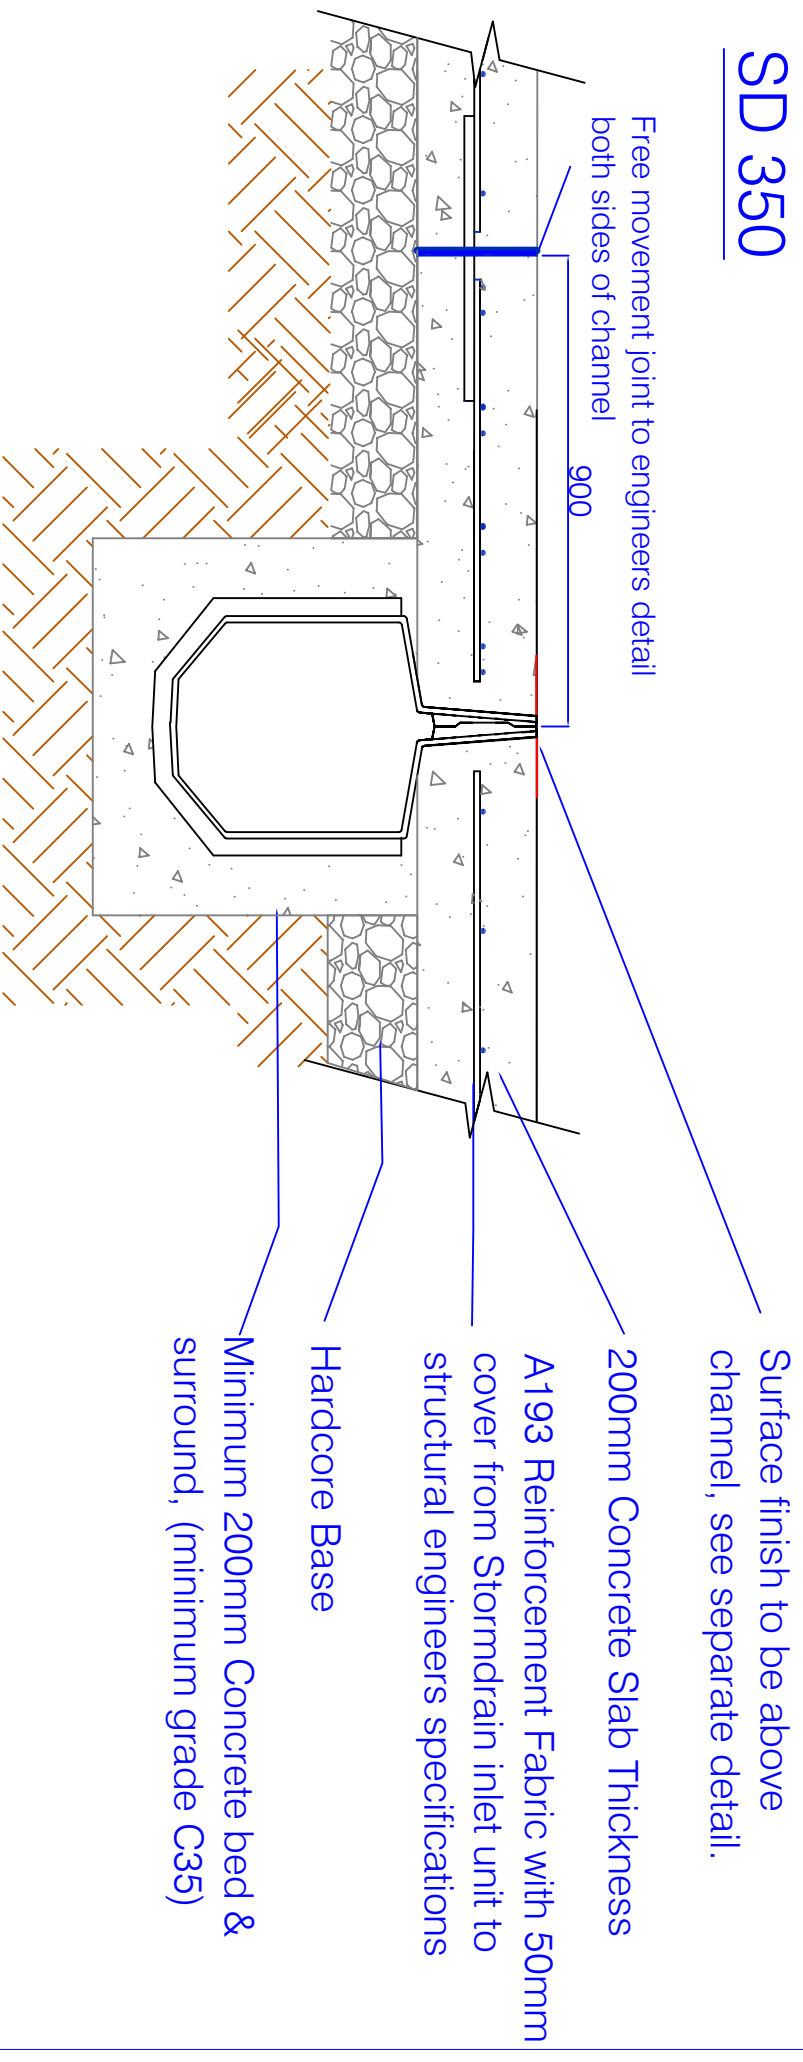 SD 350
Free movement joint to engineers detail
both sides of channel
900
Surface finish to be above
channel, see separate detail.
200mm Concrete Slab Thickness
A193 Reinforcement Fabric with 50mm
cover from Stormdrain inlet unit to
structural engineers specifications
Hardcore Base
Minimum 200mm Concrete bed &
surround, (minimum grade C35)